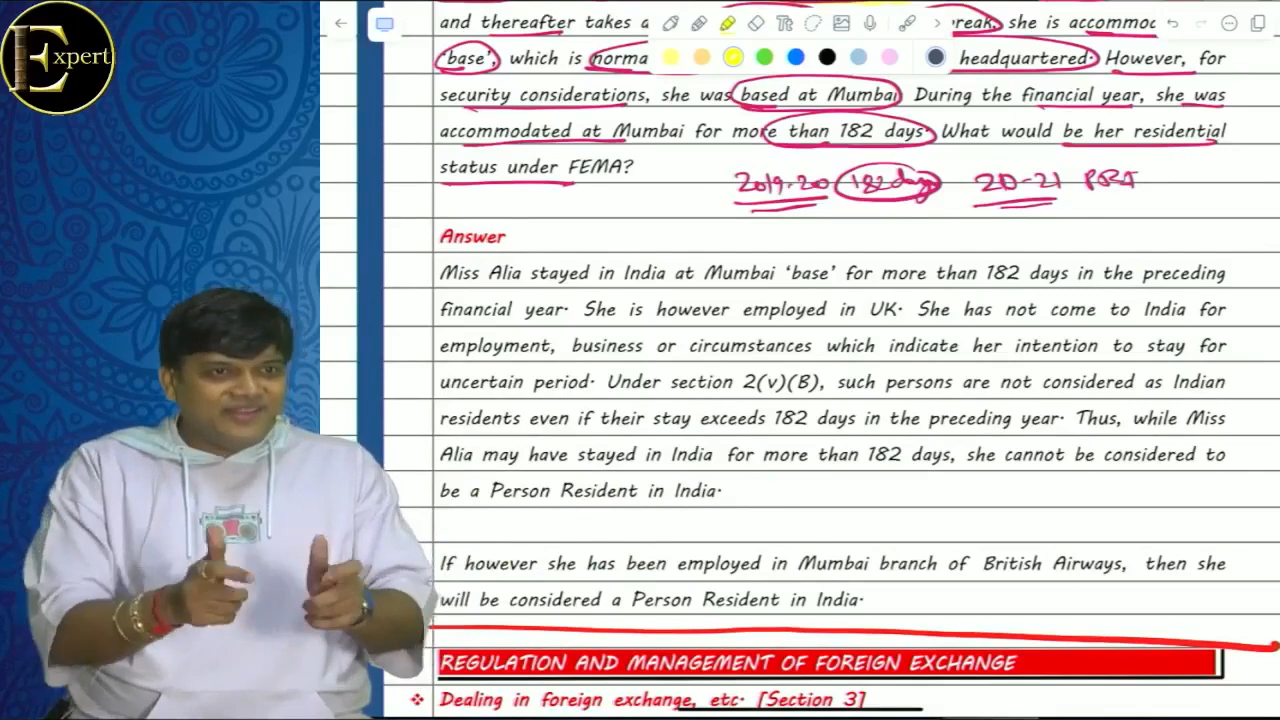 Expert
and thereafter takes a break, she is accommoc
'base', which is norma headquartered. However, for
security considerations, she was based at Mumbai During the financial year, she was
accommodated at Mumbai for more than 182 days. What would be her residential
status under FEMA?
2019-20 182 days 20-21
Answer
Miss Alia stayed in India at Mumbai 'base' for more than 182 days in the preceding
financial year. She is however employed in UK. She has not come to India for
employment, business or circumstances which indicate her intention to stay for
uncertain period. Under section 2(v)(B), such persons are not considered as Indian
residents even if their stay exceeds 182 days in the preceding year. Thus, while Miss
Alia may have stayed in India for more than 182 days, she cannot be considered to
be a Person Resident in India.
If however she has been employed in Mumbai branch of British Airways, then she
will be considered a Person Resident in India.
REGULATION AND MANAGEMENT OF FOREIGN EXCHANGE
❖ Dealing in foreign exchange, etc. [Section 3]